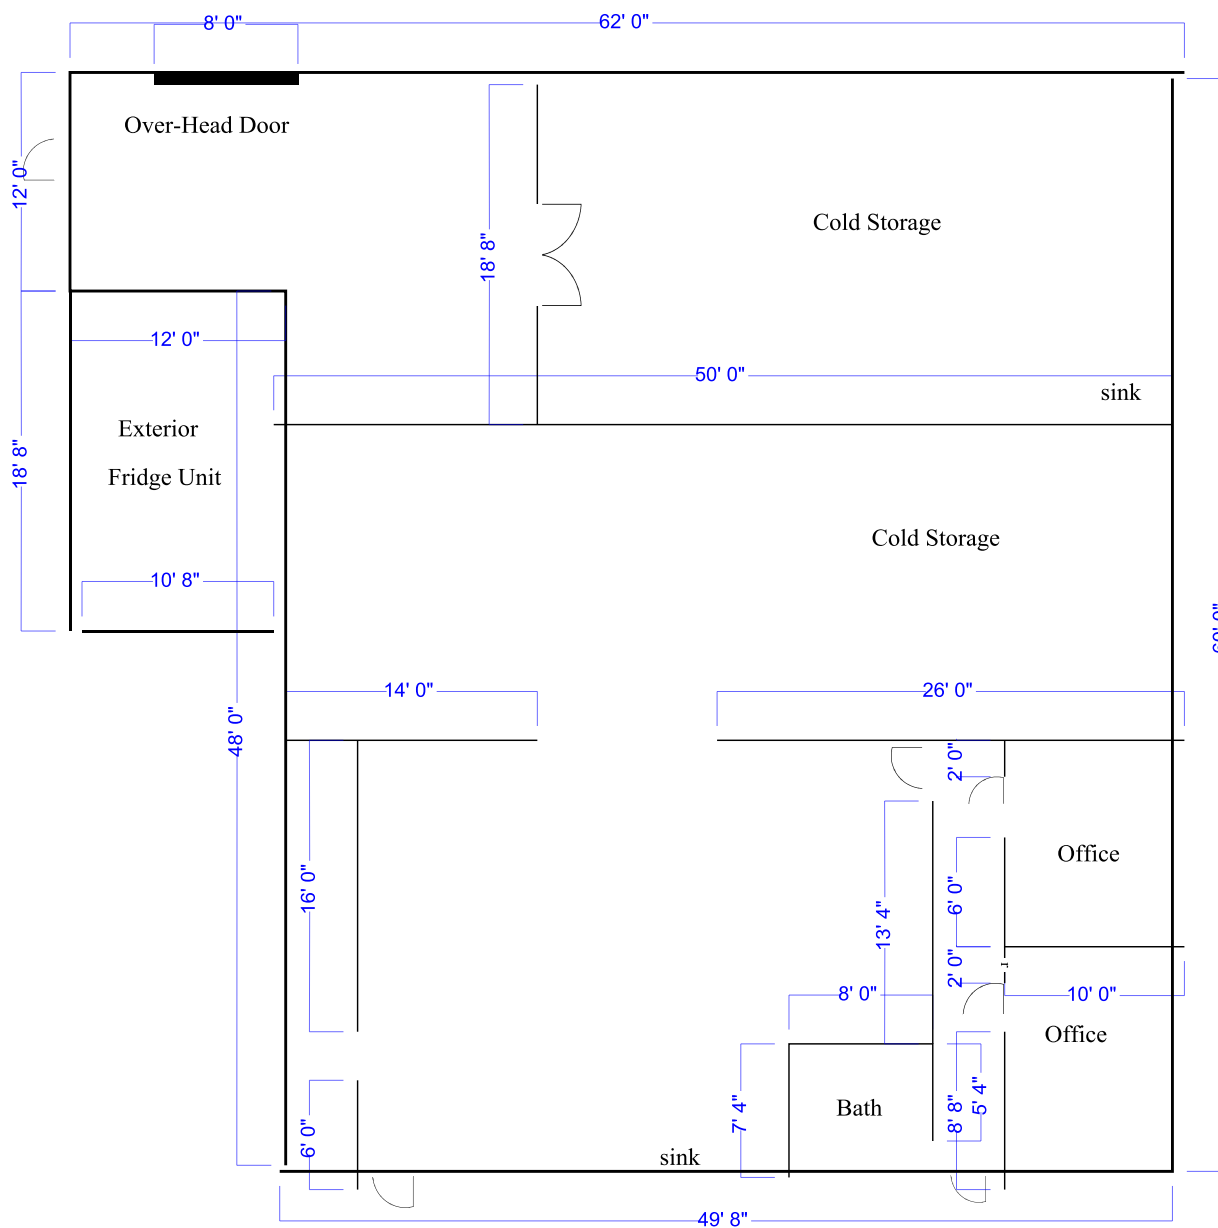 8' 0"
62' 0"
Over-Head Door
12' 0"
Cold Storage
18' 8"
12' 0"
50' 0"
sink
Exterior
18' 8"
Fridge Unit
Cold Storage
10' 8"
14' 0"
26' 0"
48' 0"
2' 0"
Office
16' 0"
6' 0"
13' 4"
2' 0"
8' 0"
10' 0"
Office
5' 4"
Bath
7' 4"
8' 8"
6' 0"
sink
49' 8"